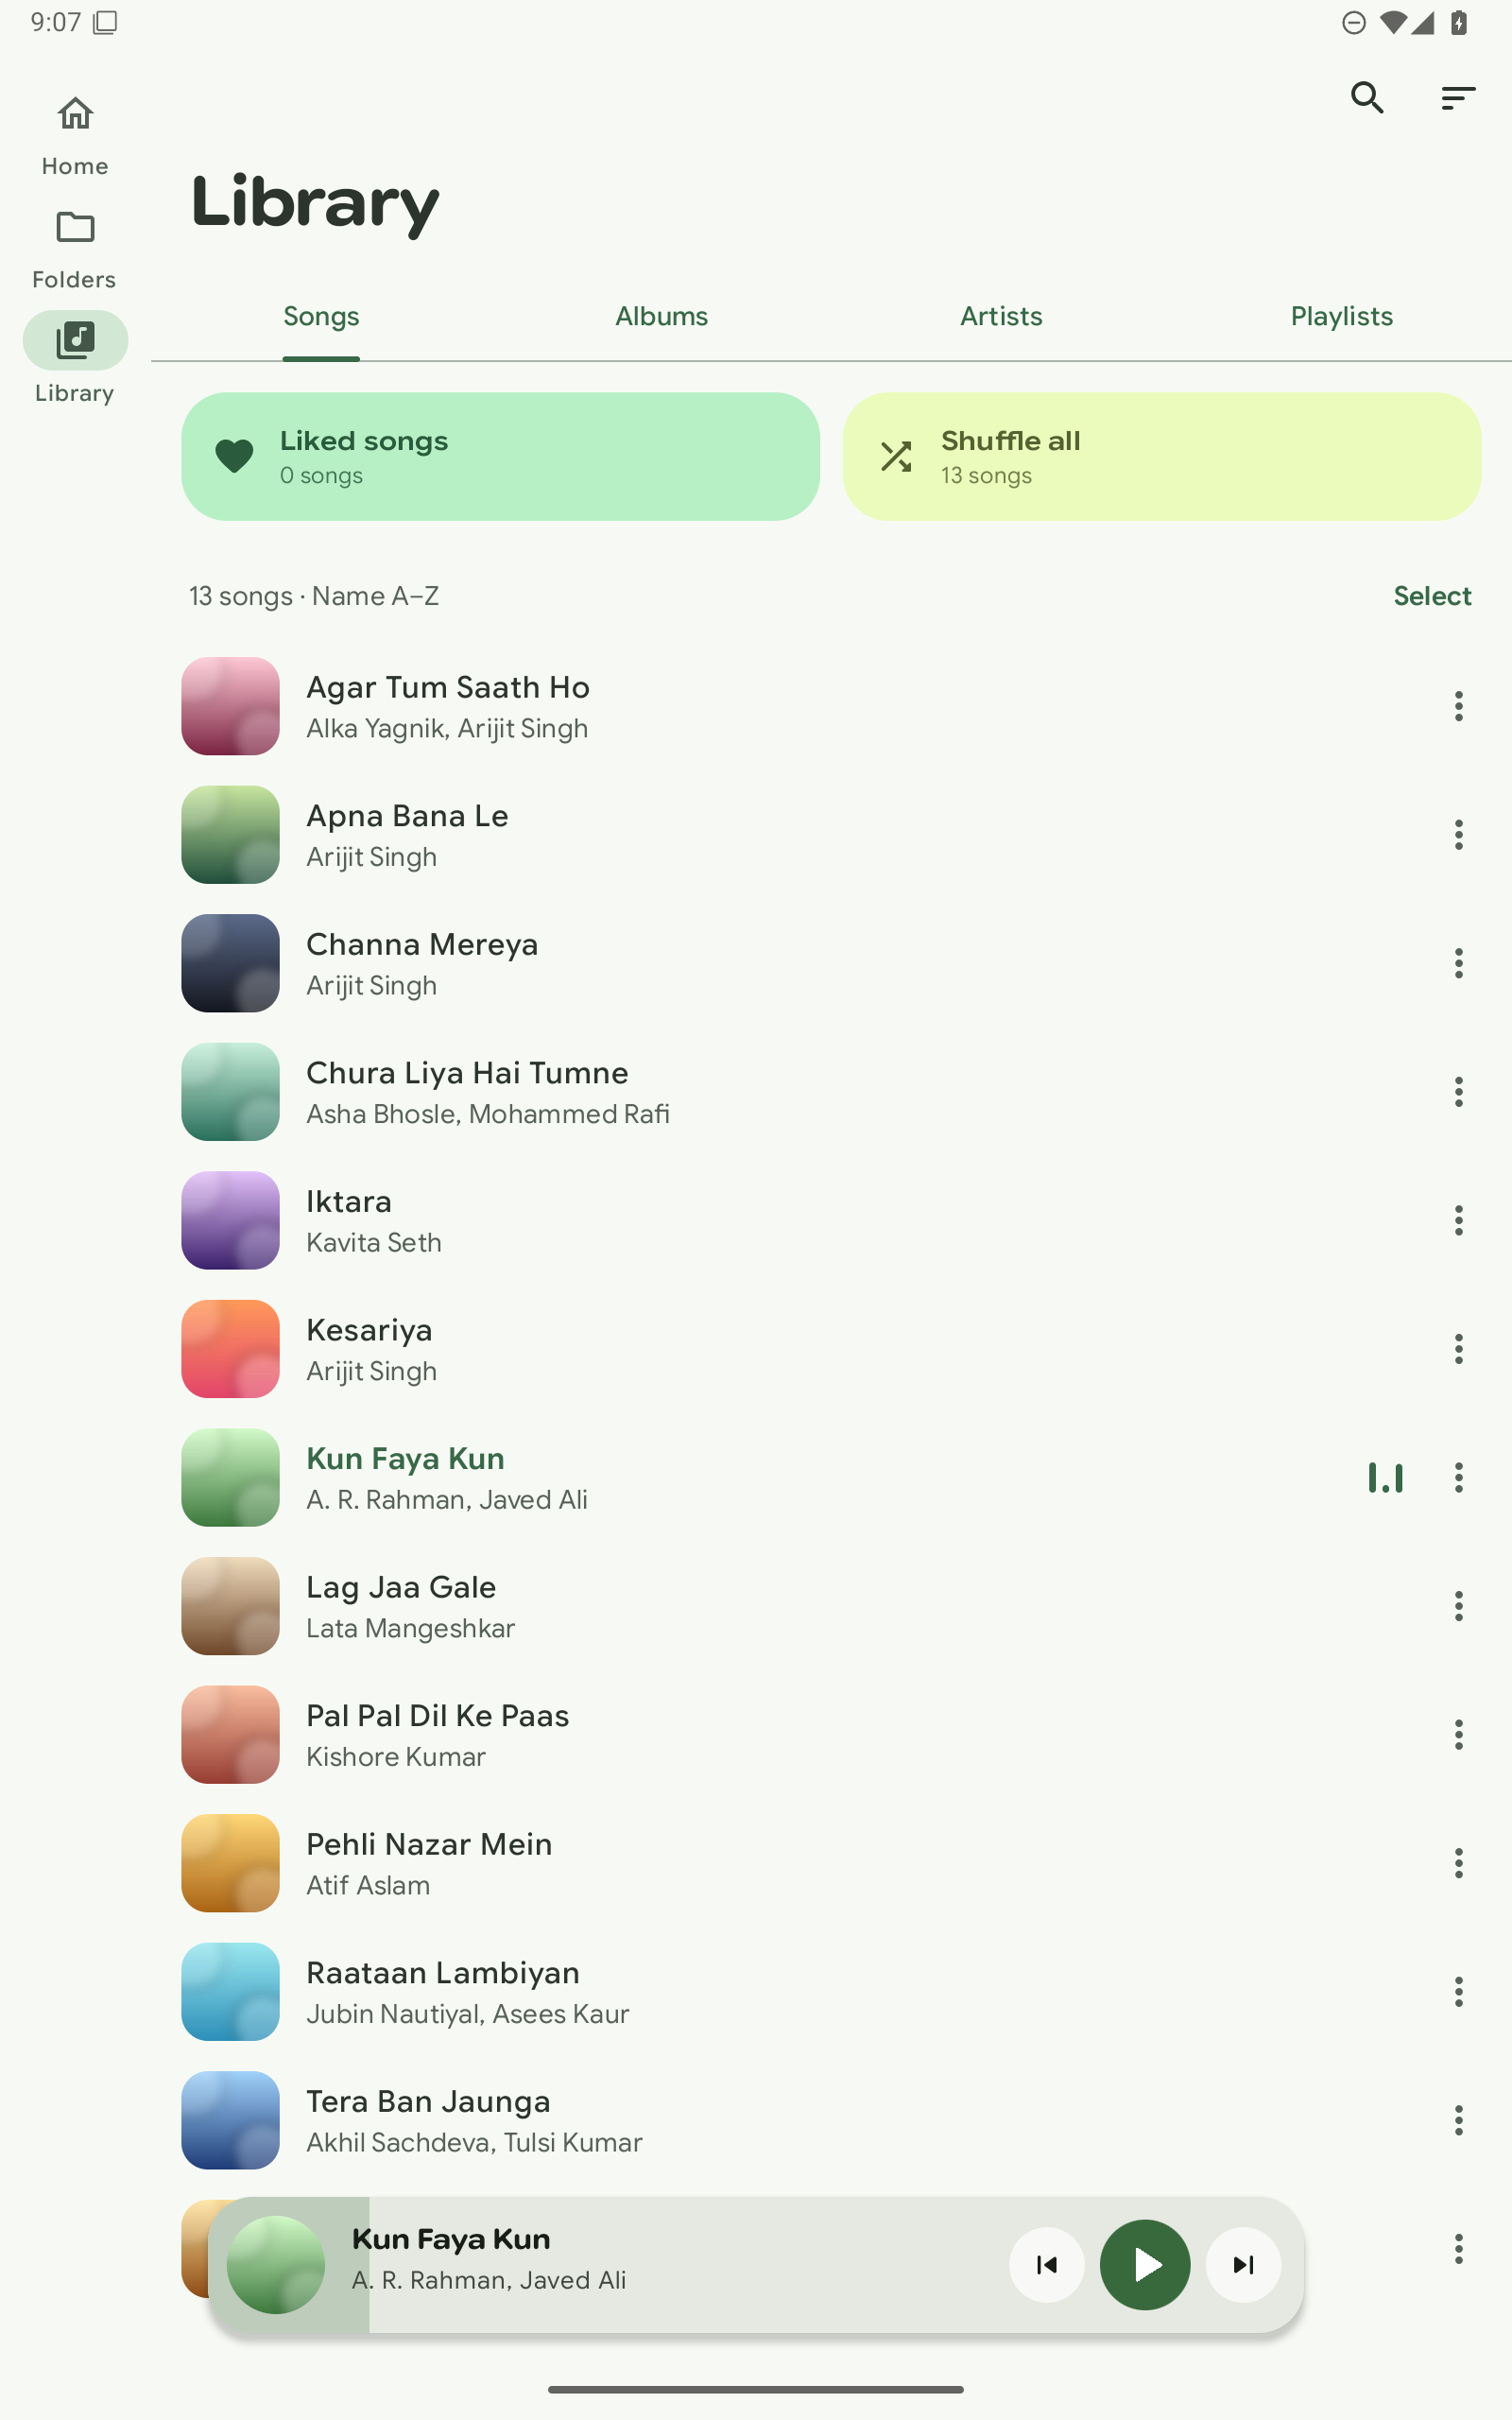 9:07
Home
Folders
Library
Library
Songs
Albums
Artists
Playlists
Liked songs
0 songs
Shuffle all
13 songs
13 songs · Name A–Z
Select
Agar Tum Saath Ho
Alka Yagnik, Arijit Singh
Apna Bana Le
Arijit Singh
Channa Mereya
Arijit Singh
Chura Liya Hai Tumne
Asha Bhosle, Mohammed Rafi
Iktara
Kavita Seth
Kesariya
Arijit Singh
Kun Faya Kun
A. R. Rahman, Javed Ali
Lag Jaa Gale
Lata Mangeshkar
Pal Pal Dil Ke Paas
Kishore Kumar
Pehli Nazar Mein
Atif Aslam
Raataan Lambiyan
Jubin Nautiyal, Asees Kaur
Tera Ban Jaunga
Akhil Sachdeva, Tulsi Kumar
Kun Faya Kun
A. R. Rahman, Javed Ali